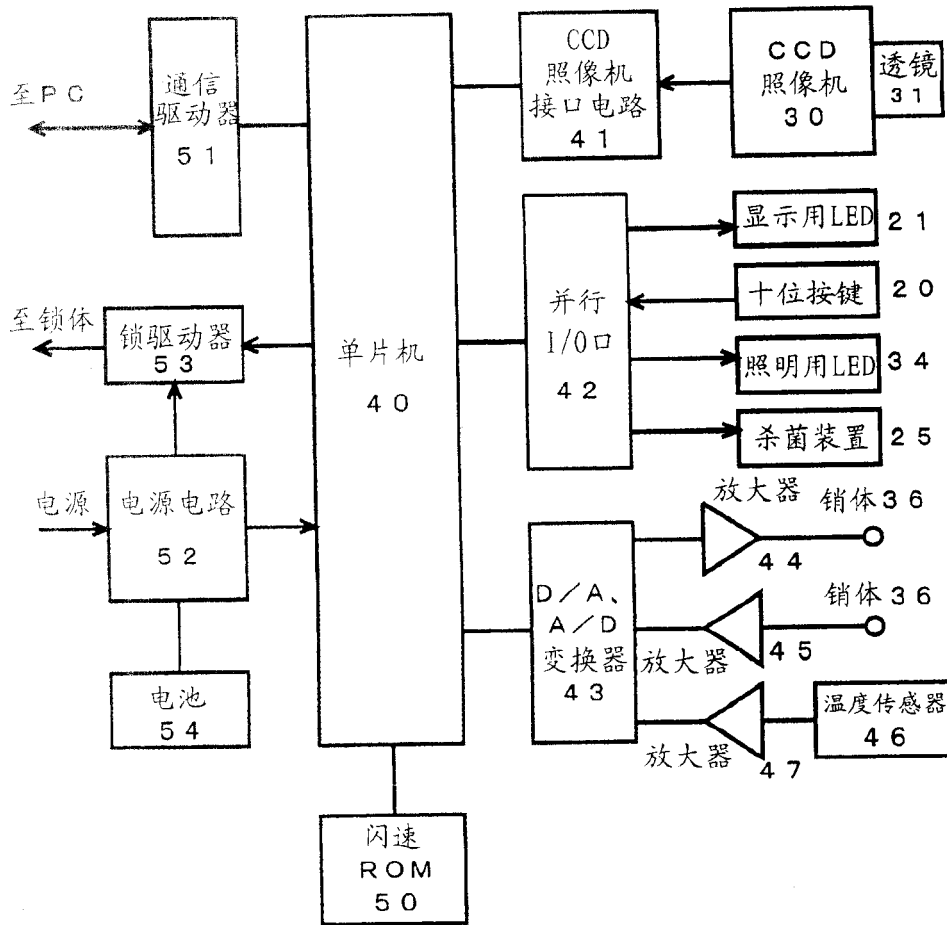 至PC
通信
驱动器
51
CCD
照像机
接口电路
41
CCD
照像机
30
透镜
31
显示用LED 21
十位按键 20
照明用LED 34
杀菌装置 25
并行
I/O口
42
至锁体
锁驱动器
53
单片机
40
电源
电源电路
52
电池
54
闪速
ROM
50
D/A、
A/D
变换器
43
放大器
44
销体36
销体36
放大器
45
放大器
47
温度传感器
46